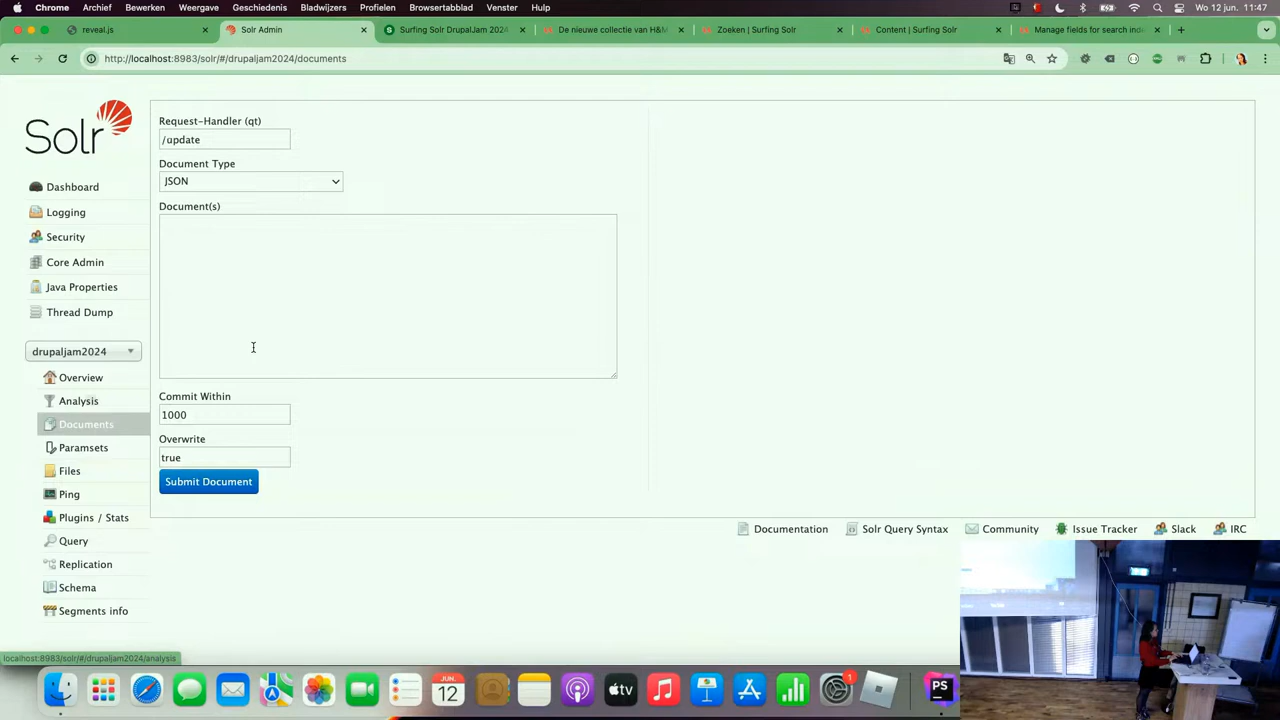 Chrome Archief Bewerken Weergave Geschiedenis Bladwijzers Profielen Browsertabblad Venster Help Wo 12 jun. 11:47
reveal.js Solr Admin Surfing Solr DrupalJam 2024 De nieuwe collectie van H&M Zoeken | Surfing Solr Content | Surfing Solr Manage fields for search ind
http://localhost:8983/solr/#/drupaljam2024/documents
Solr
Dashboard
Logging
Security
Core Admin
Java Properties
Thread Dump
drupaljam2024
Overview
Analysis
Documents
Paramsets
Files
Ping
Plugins / Stats
Query
Replication
Schema
Segments info
Request-Handler (qt)
/update
Document Type
JSON
Document(s)
Commit Within
1000
Overwrite
true
Submit Document
Documentation Solr Query Syntax Community Issue Tracker Slack IRC
localhost:8983/solr/#/drupaljam2024/analysis
JUN.
12
tv
1
PS